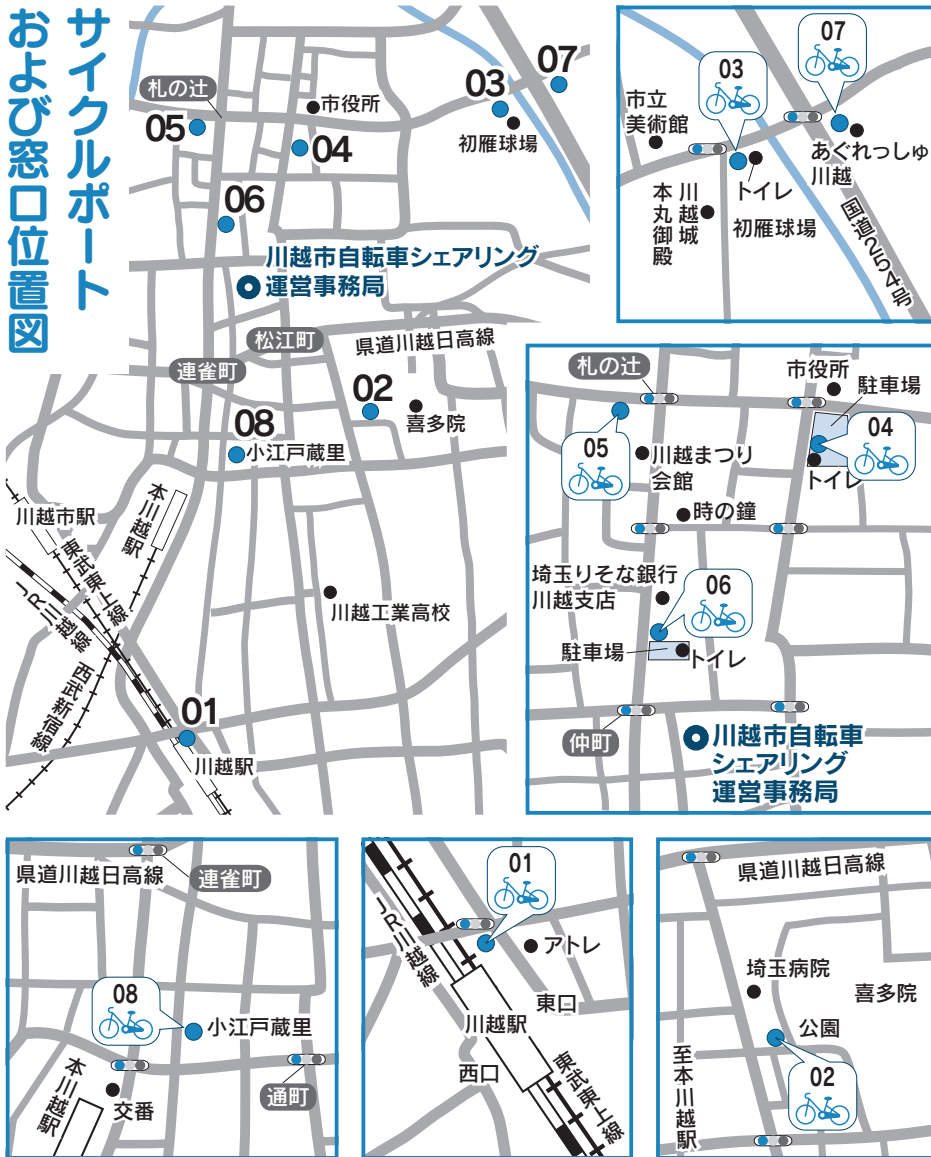 サイクルポート
および窓口位置図
札の辻
市役所
03
07
05
04
初雁球場
06
川越市自転車シェアリング
運営事務局
松江町
県道川越日高線
連雀町
02
喜多院
08
小江戸蔵里
本川越駅
川越市駅
東武東上線
JR川越線
川越工業高校
西武新宿線
01
川越駅
07
03
市立
美術館
あぐれっしゅ
川越
トイレ
川越城
本丸御殿
初雁球場
国道254号
札の辻
市役所
駐車場
04
05
川越まつり
会館
トイレ
時の鐘
埼玉りそな銀行
川越支店
06
駐車場
トイレ
仲町
川越市自転車
シェアリング
運営事務局
県道川越日高線
連雀町
08
小江戸蔵里
本川越駅
交番
通町
01
JR川越線
アトレ
東口
川越駅
西口
東武東上線
県道川越日高線
埼玉病院
喜多院
公園
至本川越駅
02